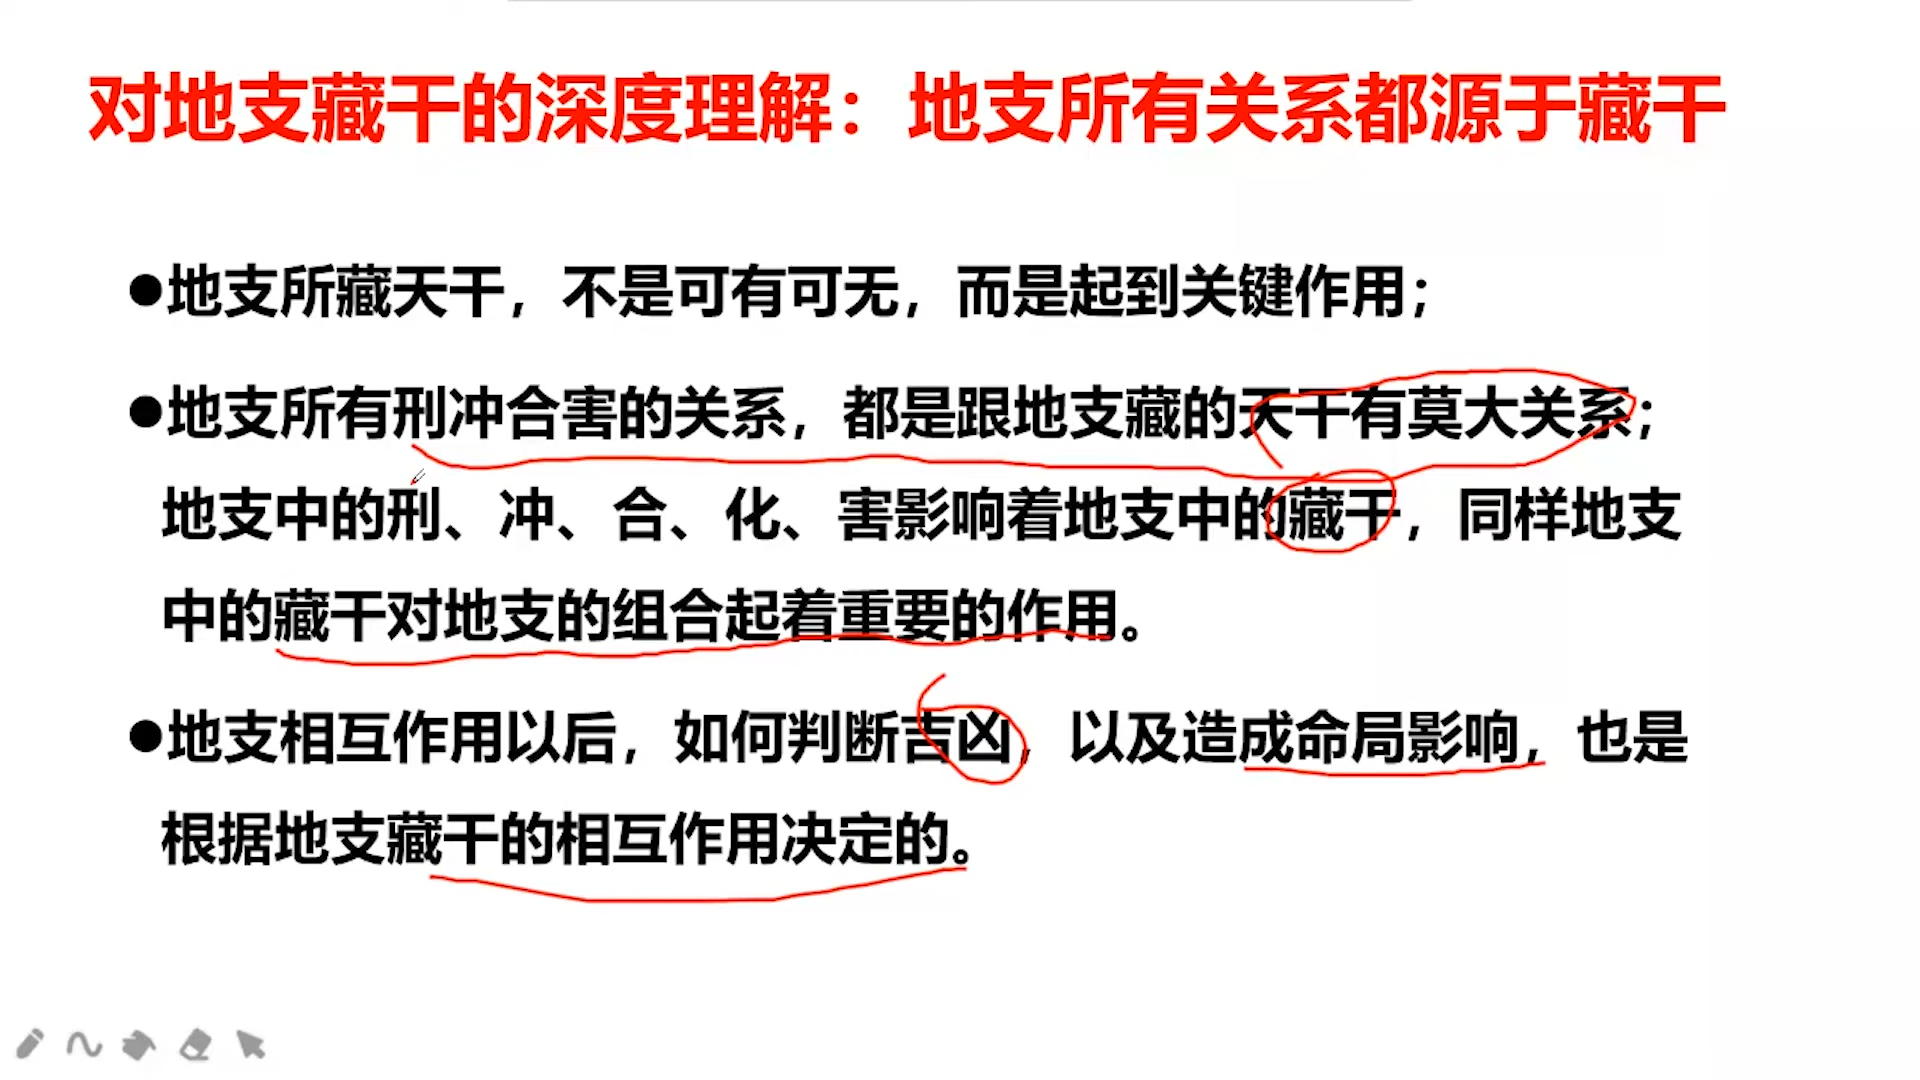 对地支藏干的深度理解：地支所有关系都源于藏干
●地支所藏天干，不是可有可无，而是起到关键作用；
●地支所有刑冲合害的关系，都是跟地支藏的天干有莫大关系；
地支中的刑、冲、合、化、害影响着地支中的藏干，同样地支
中的藏干对地支的组合起着重要的作用。
●地支相互作用以后，如何判断吉凶，以及造成命局影响，也是
根据地支藏干的相互作用决定的。